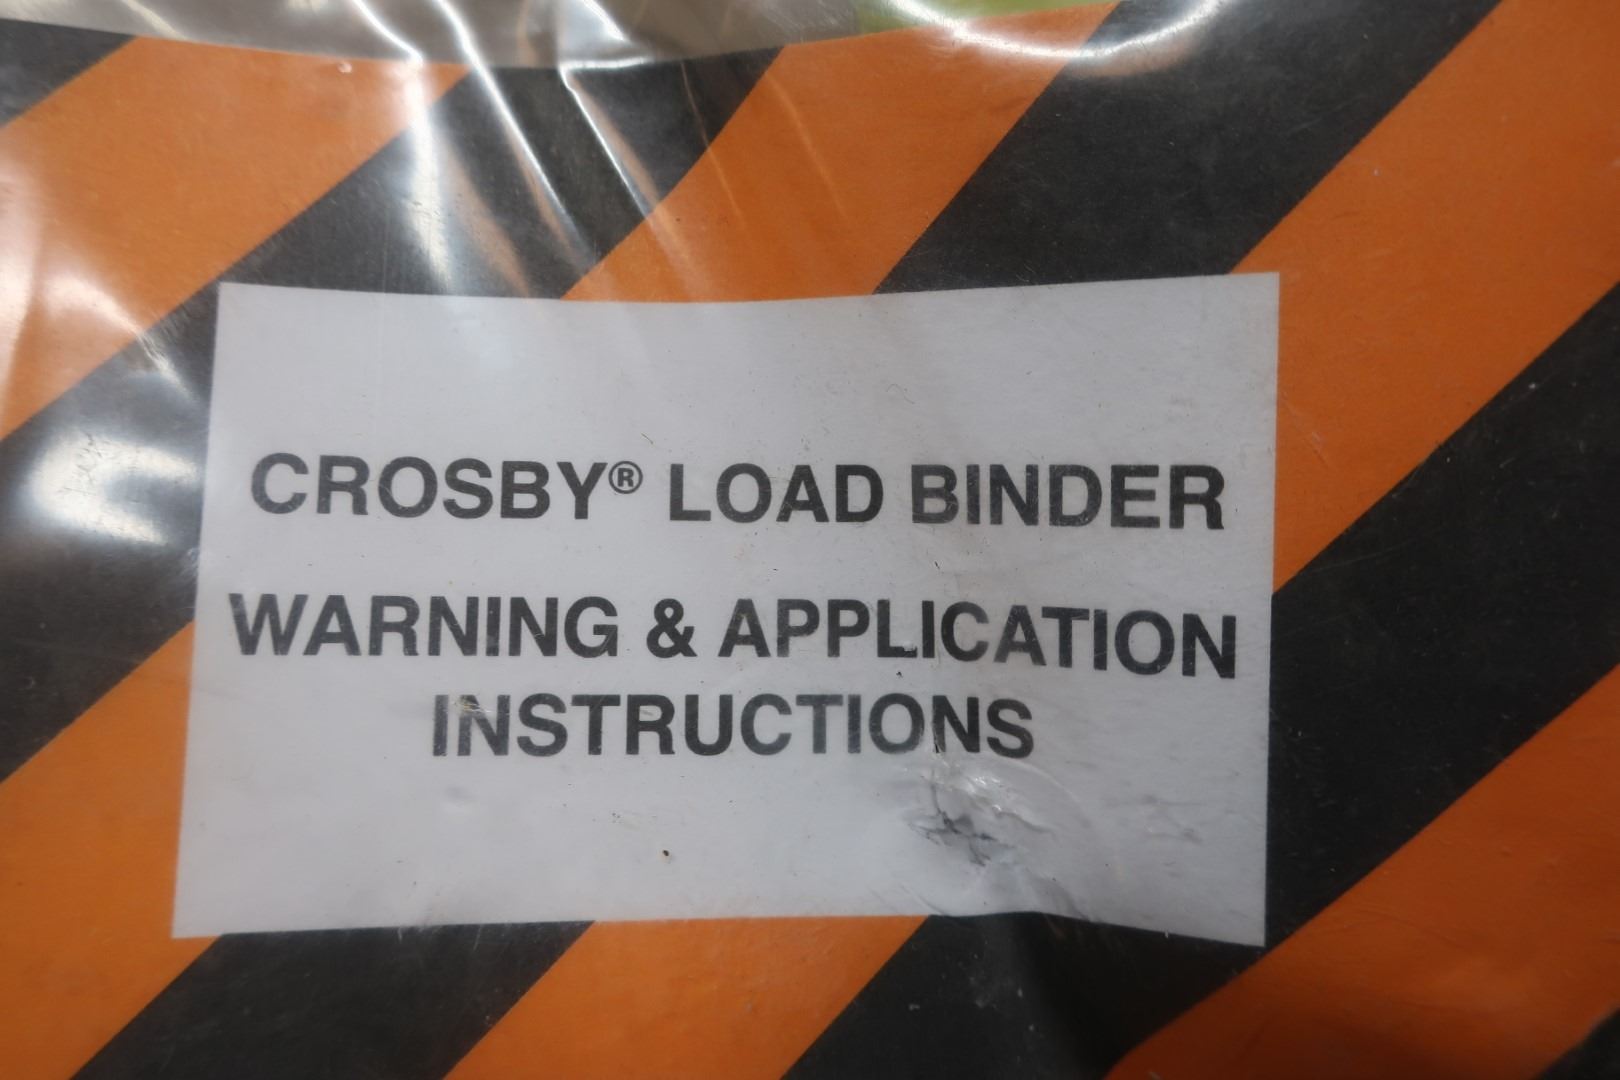 CROSBY® LOAD BINDER
WARNING & APPLICATION
INSTRUCTIONS